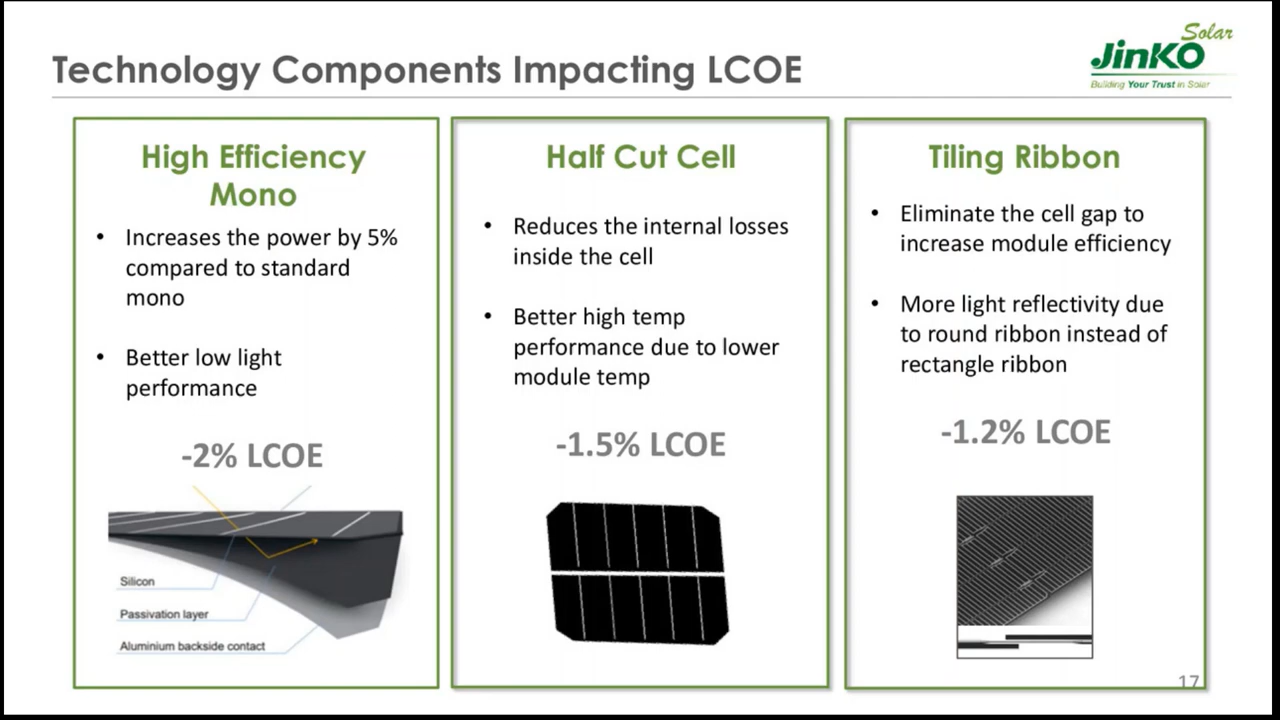 Technology Components Impacting LCOE
Solar
JinKO
Building Your Trust in Solar
High Efficiency
Mono
• Increases the power by 5%
compared to standard
mono
• Better low light
performance
-2% LCOE
Silicon
Passivation layer
Aluminium backside contact
Half Cut Cell
• Reduces the internal losses
inside the cell
• Better high temp
performance due to lower
module temp
-1.5% LCOE
Tiling Ribbon
• Eliminate the cell gap to
increase module efficiency
• More light reflectivity due
to round ribbon instead of
rectangle ribbon
-1.2% LCOE
17